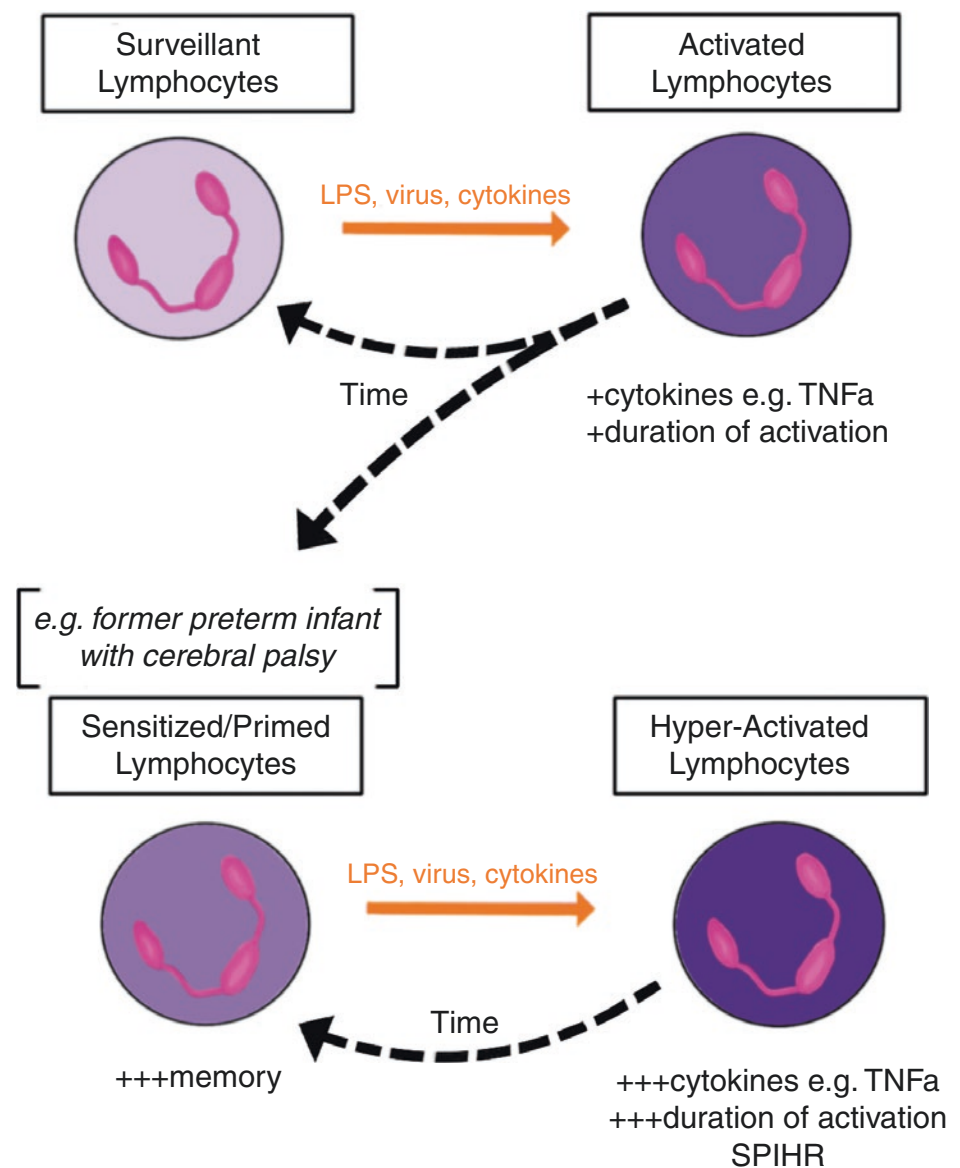 Surveillant
Lymphocytes
Activated
Lymphocytes
LPS, virus, cytokines
Time
+cytokines e.g. TNFa
+duration of activation
e.g. former preterm infant
with cerebral palsy
Sensitized/Primed
Lymphocytes
Hyper-Activated
Lymphocytes
LPS, virus, cytokines
Time
+++memory
+++cytokines e.g. TNFa
+++duration of activation
SPIHR